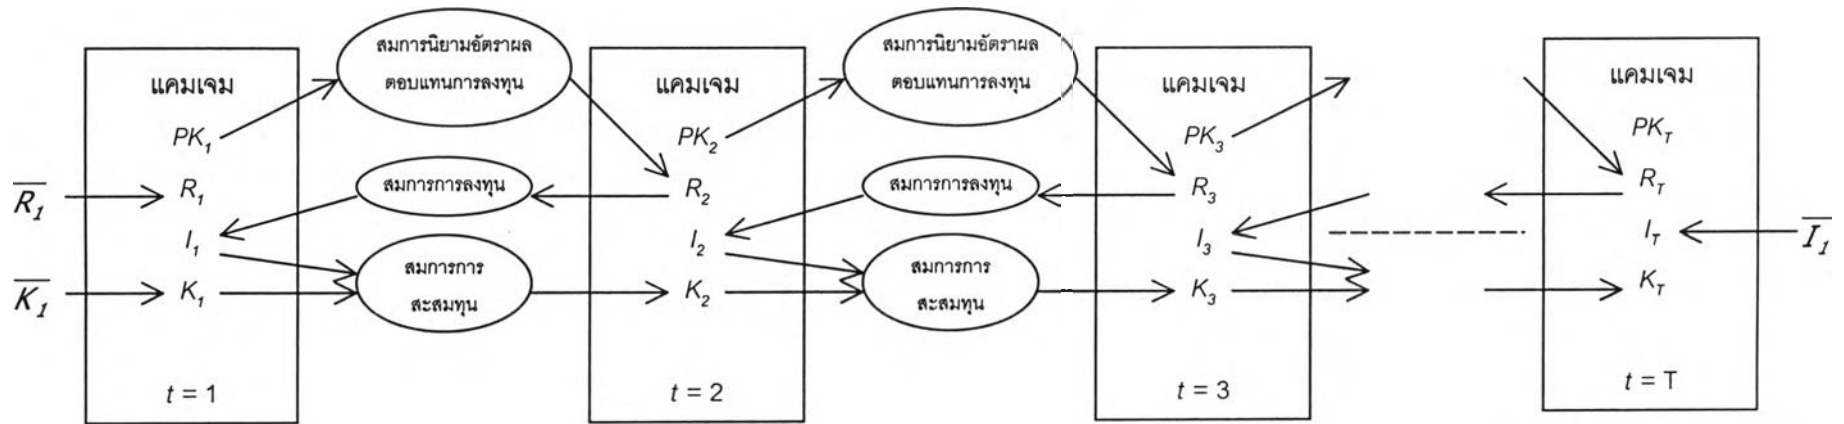 แคมเจม
PK₁
R₁
I₁
K₁
t = 1
R₁
K₁
สมการนิยามอัตราผล
ตอบแทนการลงทุน
สมการการลงทุน
สมการการ
สะสมทุน
แคมเจม
PK₂
R₂
I₂
K₂
t = 2
สมการนิยามอัตราผล
ตอบแทนการลงทุน
สมการการลงทุน
สมการการ
สะสมทุน
แคมเจม
PK₃
R₃
I₃
K₃
t = 3
แคมเจม
PK_T
R_T
I_T
K_T
t = T
I₁